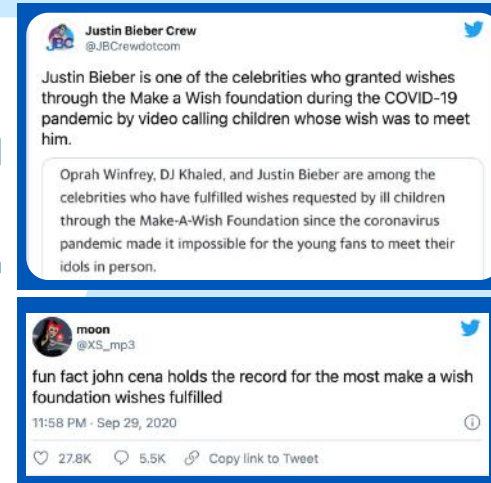 Justin Bieber Crew
@JBCrewdotcom
Justin Bieber is one of the celebrities who granted wishes
through the Make a Wish foundation during the COVID-19
pandemic by video calling children whose wish was to meet
him.
Oprah Winfrey, DJ Khaled, and Justin Bieber are among the
celebrities who have fulfilled wishes requested by ill children
through the Make-A-Wish Foundation since the coronavirus
pandemic made it impossible for the young fans to meet their
idols in person.
moon
@XS_mp3
fun fact john cena holds the record for the most make a wish
foundation wishes fulfilled
11:58 PM · Sep 29, 2020
27.8K 5.5K Copy link to Tweet